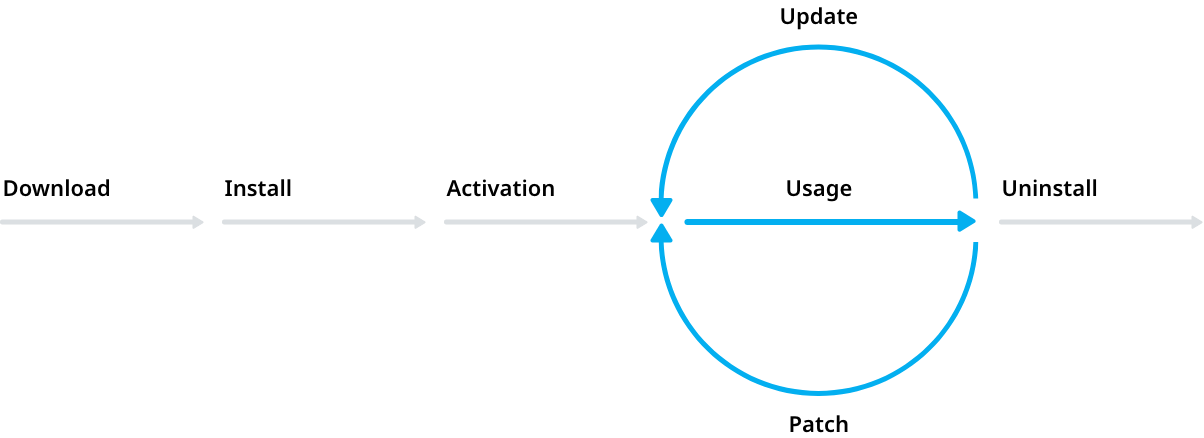 Update
Download
Install
Activation
Usage
Uninstall
Patch